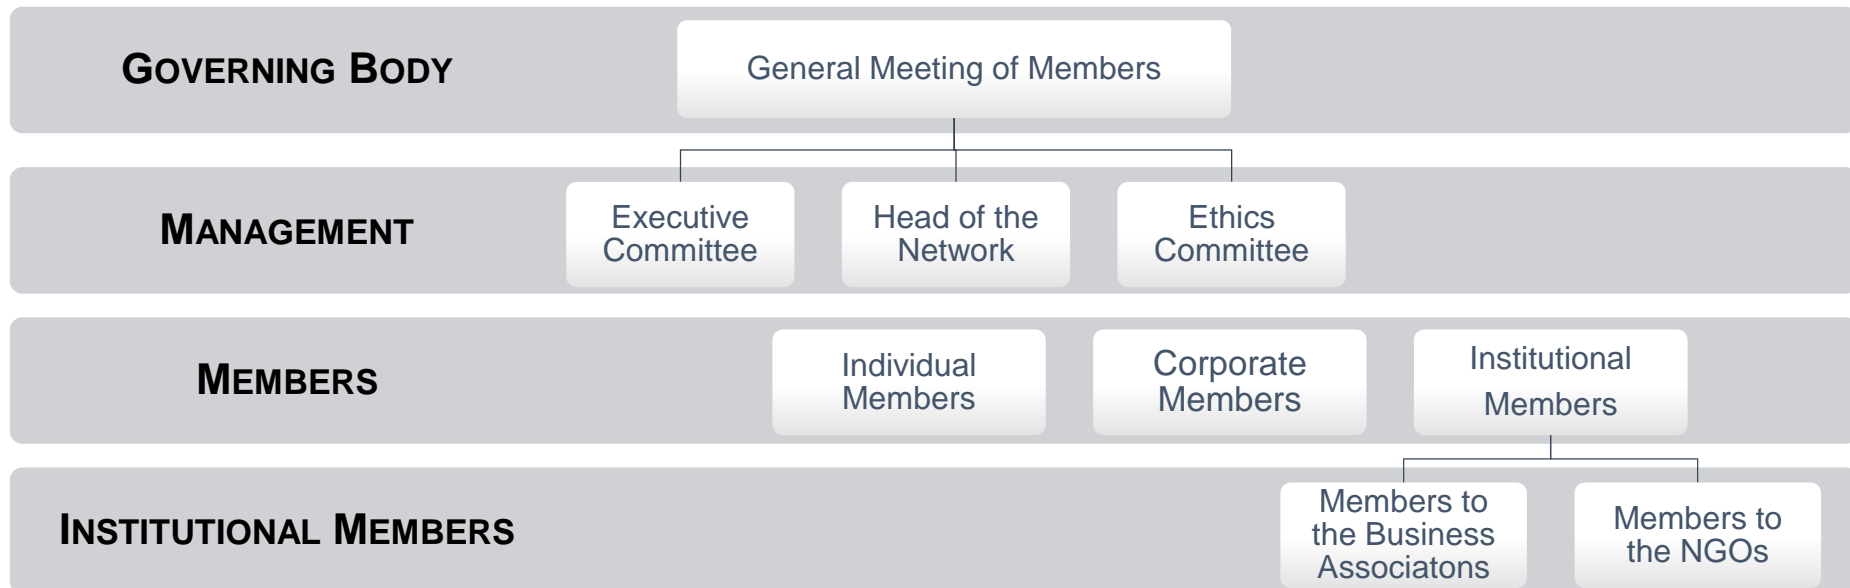 GOVERNING BODY
General Meeting of Members
MANAGEMENT
Executive
Committee
Head of the
Network
Ethics
Committee
MEMBERS
Individual
Members
Corporate
Members
Institutional
Members
INSTITUTIONAL MEMBERS
Members to
the Business
Associatons
Members to
the NGOs